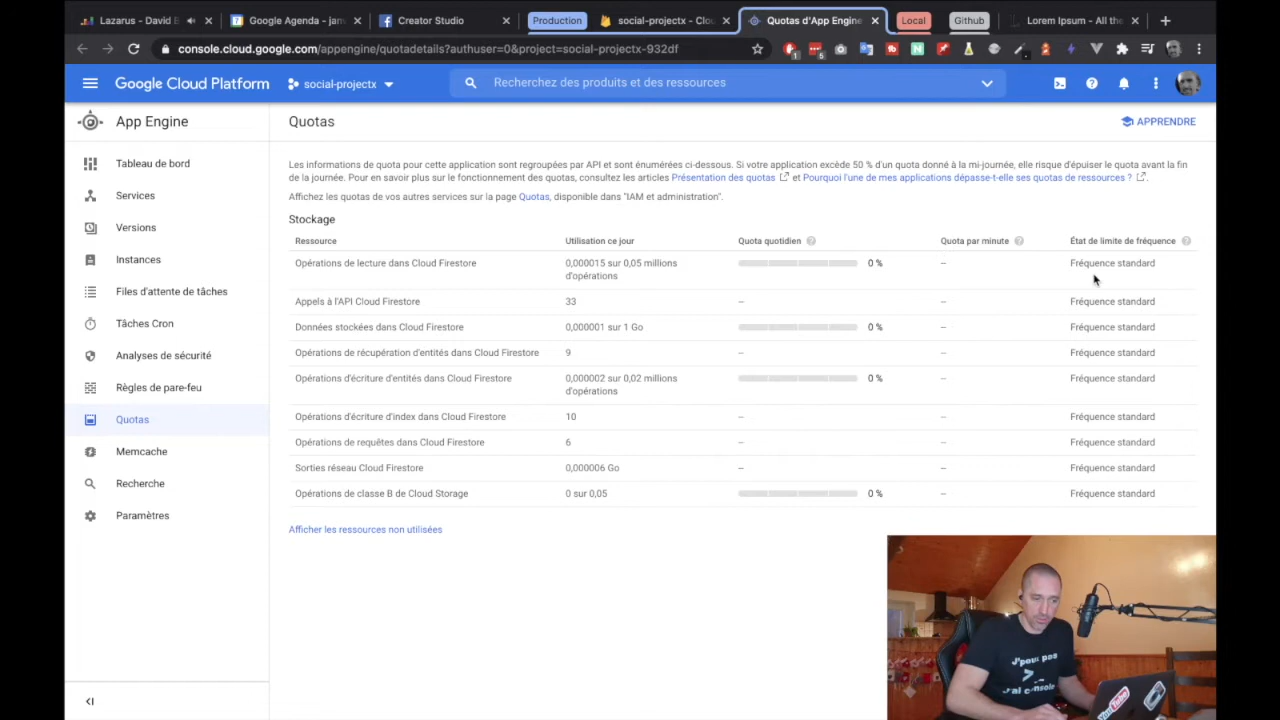 Lazarus - David B
Google Agenda - jan
Creator Studio
Production
social-projectx - Clou
Quotas d'App Engine
Local
Github
Lorem Ipsum - All the
console.cloud.google.com/appengine/quotadetails?authuser=0&project=social-projectx-932df
Google Cloud Platform
social-projectx
Recherchez des produits et des ressources
App Engine
Quotas
APPRENDRE
Tableau de bord
Services
Versions
Instances
Files d'attente de tâches
Tâches Cron
Analyses de sécurité
Règles de pare-feu
Quotas
Memcache
Recherche
Paramètres
Les informations de quota pour cette application sont regroupées par API et sont énumérées ci-dessous. Si votre application excède 50 % d'un quota donné à la mi-journée, elle risque d'épuiser le quota avant la fin
de la journée. Pour en savoir plus sur le fonctionnement des quotas, consultez les articles Présentation des quotas et Pourquoi l'une de mes applications dépasse-t-elle ses quotas de ressources ? .
Affichez les quotas de vos autres services sur la page Quotas, disponible dans "IAM et administration".
Stockage
Ressource Utilisation ce jour Quota quotidien Quota par minute État de limite de fréquence
Opérations de lecture dans Cloud Firestore 0,000015 sur 0,05 millions 0 % -- Fréquence standard
d'opérations
Appels à l'API Cloud Firestore 33 -- -- Fréquence standard
Données stockées dans Cloud Firestore 0,000001 sur 1 Go 0 % -- Fréquence standard
Opérations de récupération d'entités dans Cloud Firestore 9 -- -- Fréquence standard
Opérations d'écriture d'entités dans Cloud Firestore 0,000002 sur 0,02 millions 0 % -- Fréquence standard
d'opérations
Opérations d'écriture d'index dans Cloud Firestore 10 -- -- Fréquence standard
Opérations de requêtes dans Cloud Firestore 6 -- -- Fréquence standard
Sorties réseau Cloud Firestore 0,000006 Go -- -- Fréquence standard
Opérations de classe B de Cloud Storage 0 sur 0,05 0 % -- Fréquence standard
Afficher les ressources non utilisées
J'peux pas
>_
J'ai console
YouTube